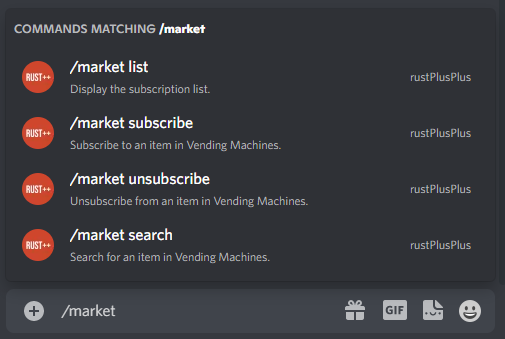 COMMANDS MATCHING /market
RUST++
/market list
rustPlusPlus
Display the subscription list.
RUST++
/market subscribe
rustPlusPlus
Subscribe to an item in Vending Machines.
RUST++
/market unsubscribe
rustPlusPlus
Unsubscribe from an item in Vending Machines.
RUST++
/market search
rustPlusPlus
Search for an item in Vending Machines.
/market
GIF